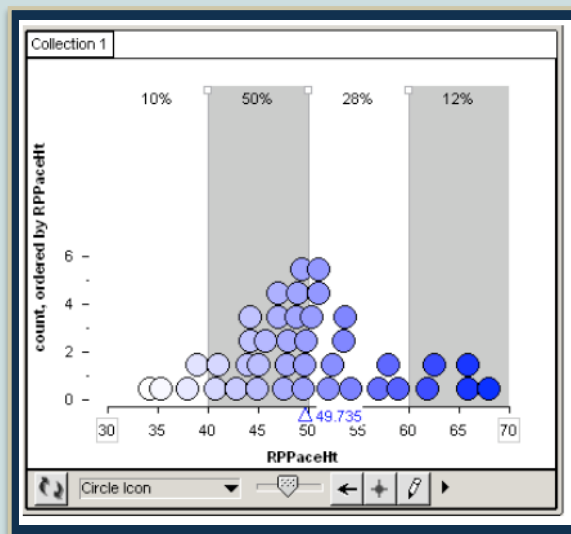 Collection 1
10% 50% 28% 12%
count, ordered by RPPaceHt
6
4
2
0
49.735
30 35 40 45 50 55 60 65 70
RPPaceHt
Circle Icon